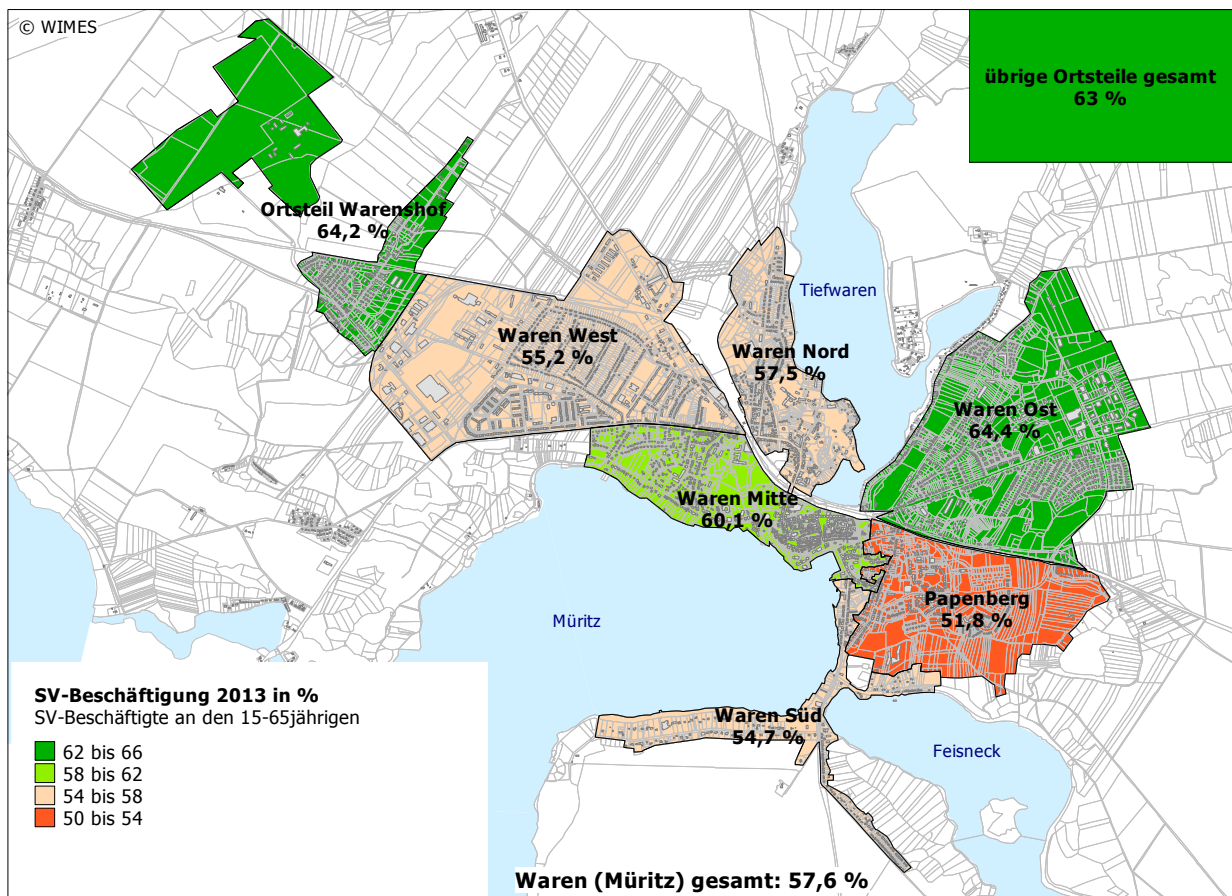 © WIMES
übrige Ortsteile gesamt
63 %
Ortsteil Warenshof
64,2 %
Tiefwaren
Waren West
55,2 %
Waren Nord
57,5 %
Waren Ost
64,4 %
Waren Mitte
60,1 %
Papenberg
51,8 %
Müritz
Waren Süd
54,7 %
Feisneck
SV-Beschäftigung 2013 in %
SV-Beschäftigte an den 15-65jährigen
62 bis 66
58 bis 62
54 bis 58
50 bis 54
Waren (Müritz) gesamt: 57,6 %